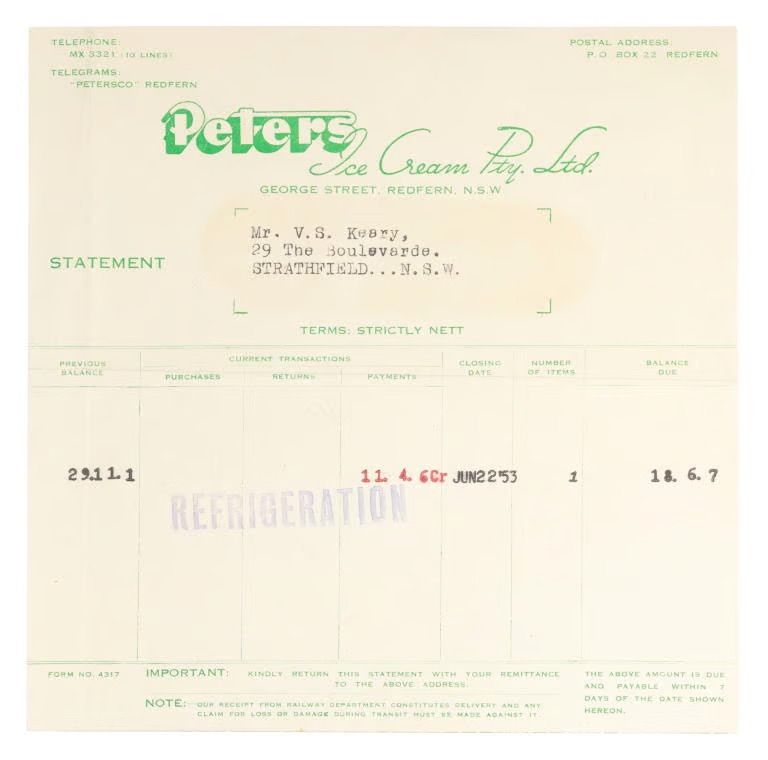 TELEPHONE:
MX 3321 (10 LINES)
TELEGRAMS:
"PETERSCO" REDFERN
POSTAL ADDRESS:
P.O. BOX 22 REDFERN
Peters
Ice Cream Pty. Ltd.
GEORGE STREET, REDFERN, N.S.W
STATEMENT
Mr. V.S. Keary,
29 The Boulevarde.
STRATHFIELD...N.S.W.
TERMS: STRICTLY NETT
PREVIOUS BALANCE
CURRENT TRANSACTIONS
PURCHASES RETURNS PAYMENTS
CLOSING DATE
NUMBER OF ITEMS
BALANCE DUE
29.11.1 11. 4. 6Cr JUN22'53 1 18. 6. 7
REFRIGERATION
FORM NO. 4317
IMPORTANT: KINDLY RETURN THIS STATEMENT WITH YOUR REMITTANCE
TO THE ABOVE ADDRESS.
NOTE: OUR RECEIPT FROM RAILWAY DEPARTMENT CONSTITUTES DELIVERY AND ANY
CLAIM FOR LOSS OR DAMAGE DURING TRANSIT MUST BE MADE AGAINST IT.
THE ABOVE AMOUNT IS DUE
AND PAYABLE WITHIN 7
DAYS OF THE DATE SHOWN
HEREON.